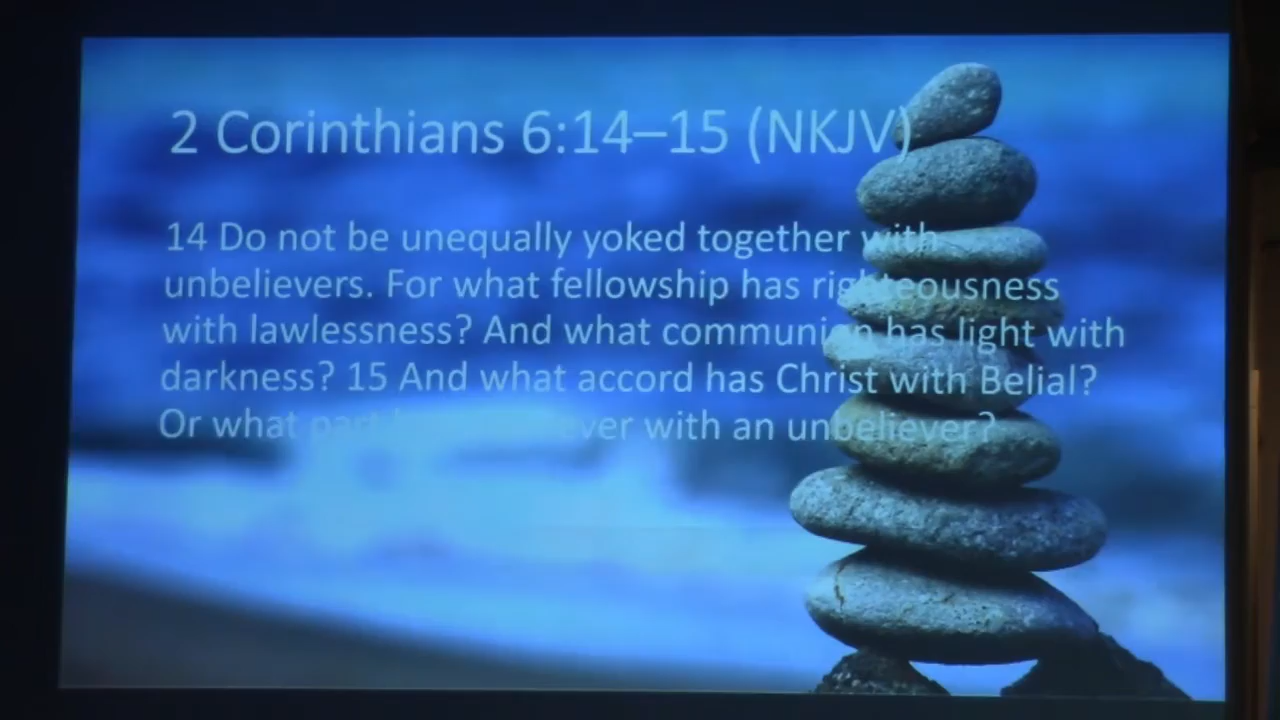 2 Corinthians 6:14–15 (NKJV)
14 Do not be unequally yoked together with
unbelievers. For what fellowship has righteousness
with lawlessness? And what communion has light with
darkness? 15 And what accord has Christ with Belial?
Or what part with an unbeliever?